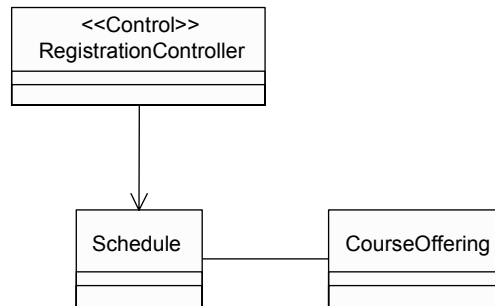 <<Control>>
RegistrationController
Schedule
CourseOffering